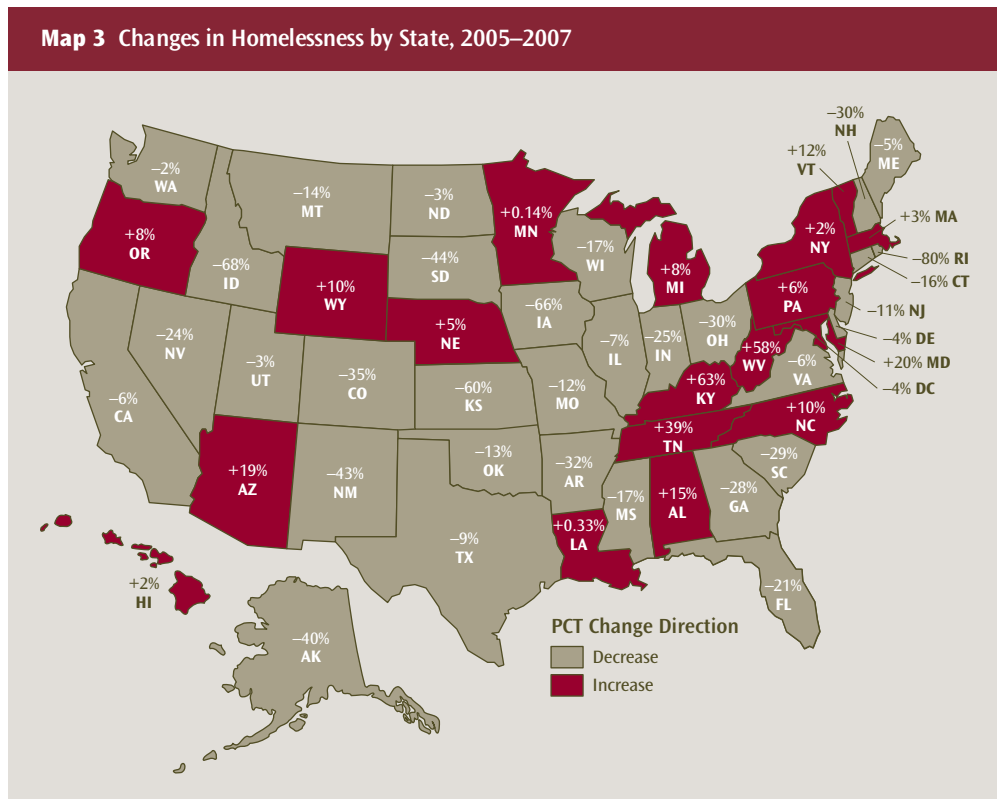 Map 3 Changes in Homelessness by State, 2005–2007
–30%
NH
+12%
VT
–5%
ME
–2%
WA
–14%
MT
–3%
ND
+0.14%
MN
+3% MA
+8%
OR
–68%
ID
–44%
SD
–17%
WI
+8%
MI
+2%
NY
–80% RI
–16% CT
+10%
WY
+6%
PA
–11% NJ
+5%
NE
–66%
IA
–7%
IL
–25%
IN
–30%
OH
–4% DE
+20% MD
–4% DC
–24%
NV
–3%
UT
–35%
CO
–60%
KS
–12%
MO
+63%
KY
+58%
WV
–6%
VA
–6%
CA
+10%
NC
+39%
TN
+19%
AZ
–43%
NM
–13%
OK
–32%
AR
–29%
SC
–17%
MS
+15%
AL
–28%
GA
–9%
TX
+0.33%
LA
–21%
FL
+2%
HI
–40%
AK
PCT Change Direction
Decrease
Increase